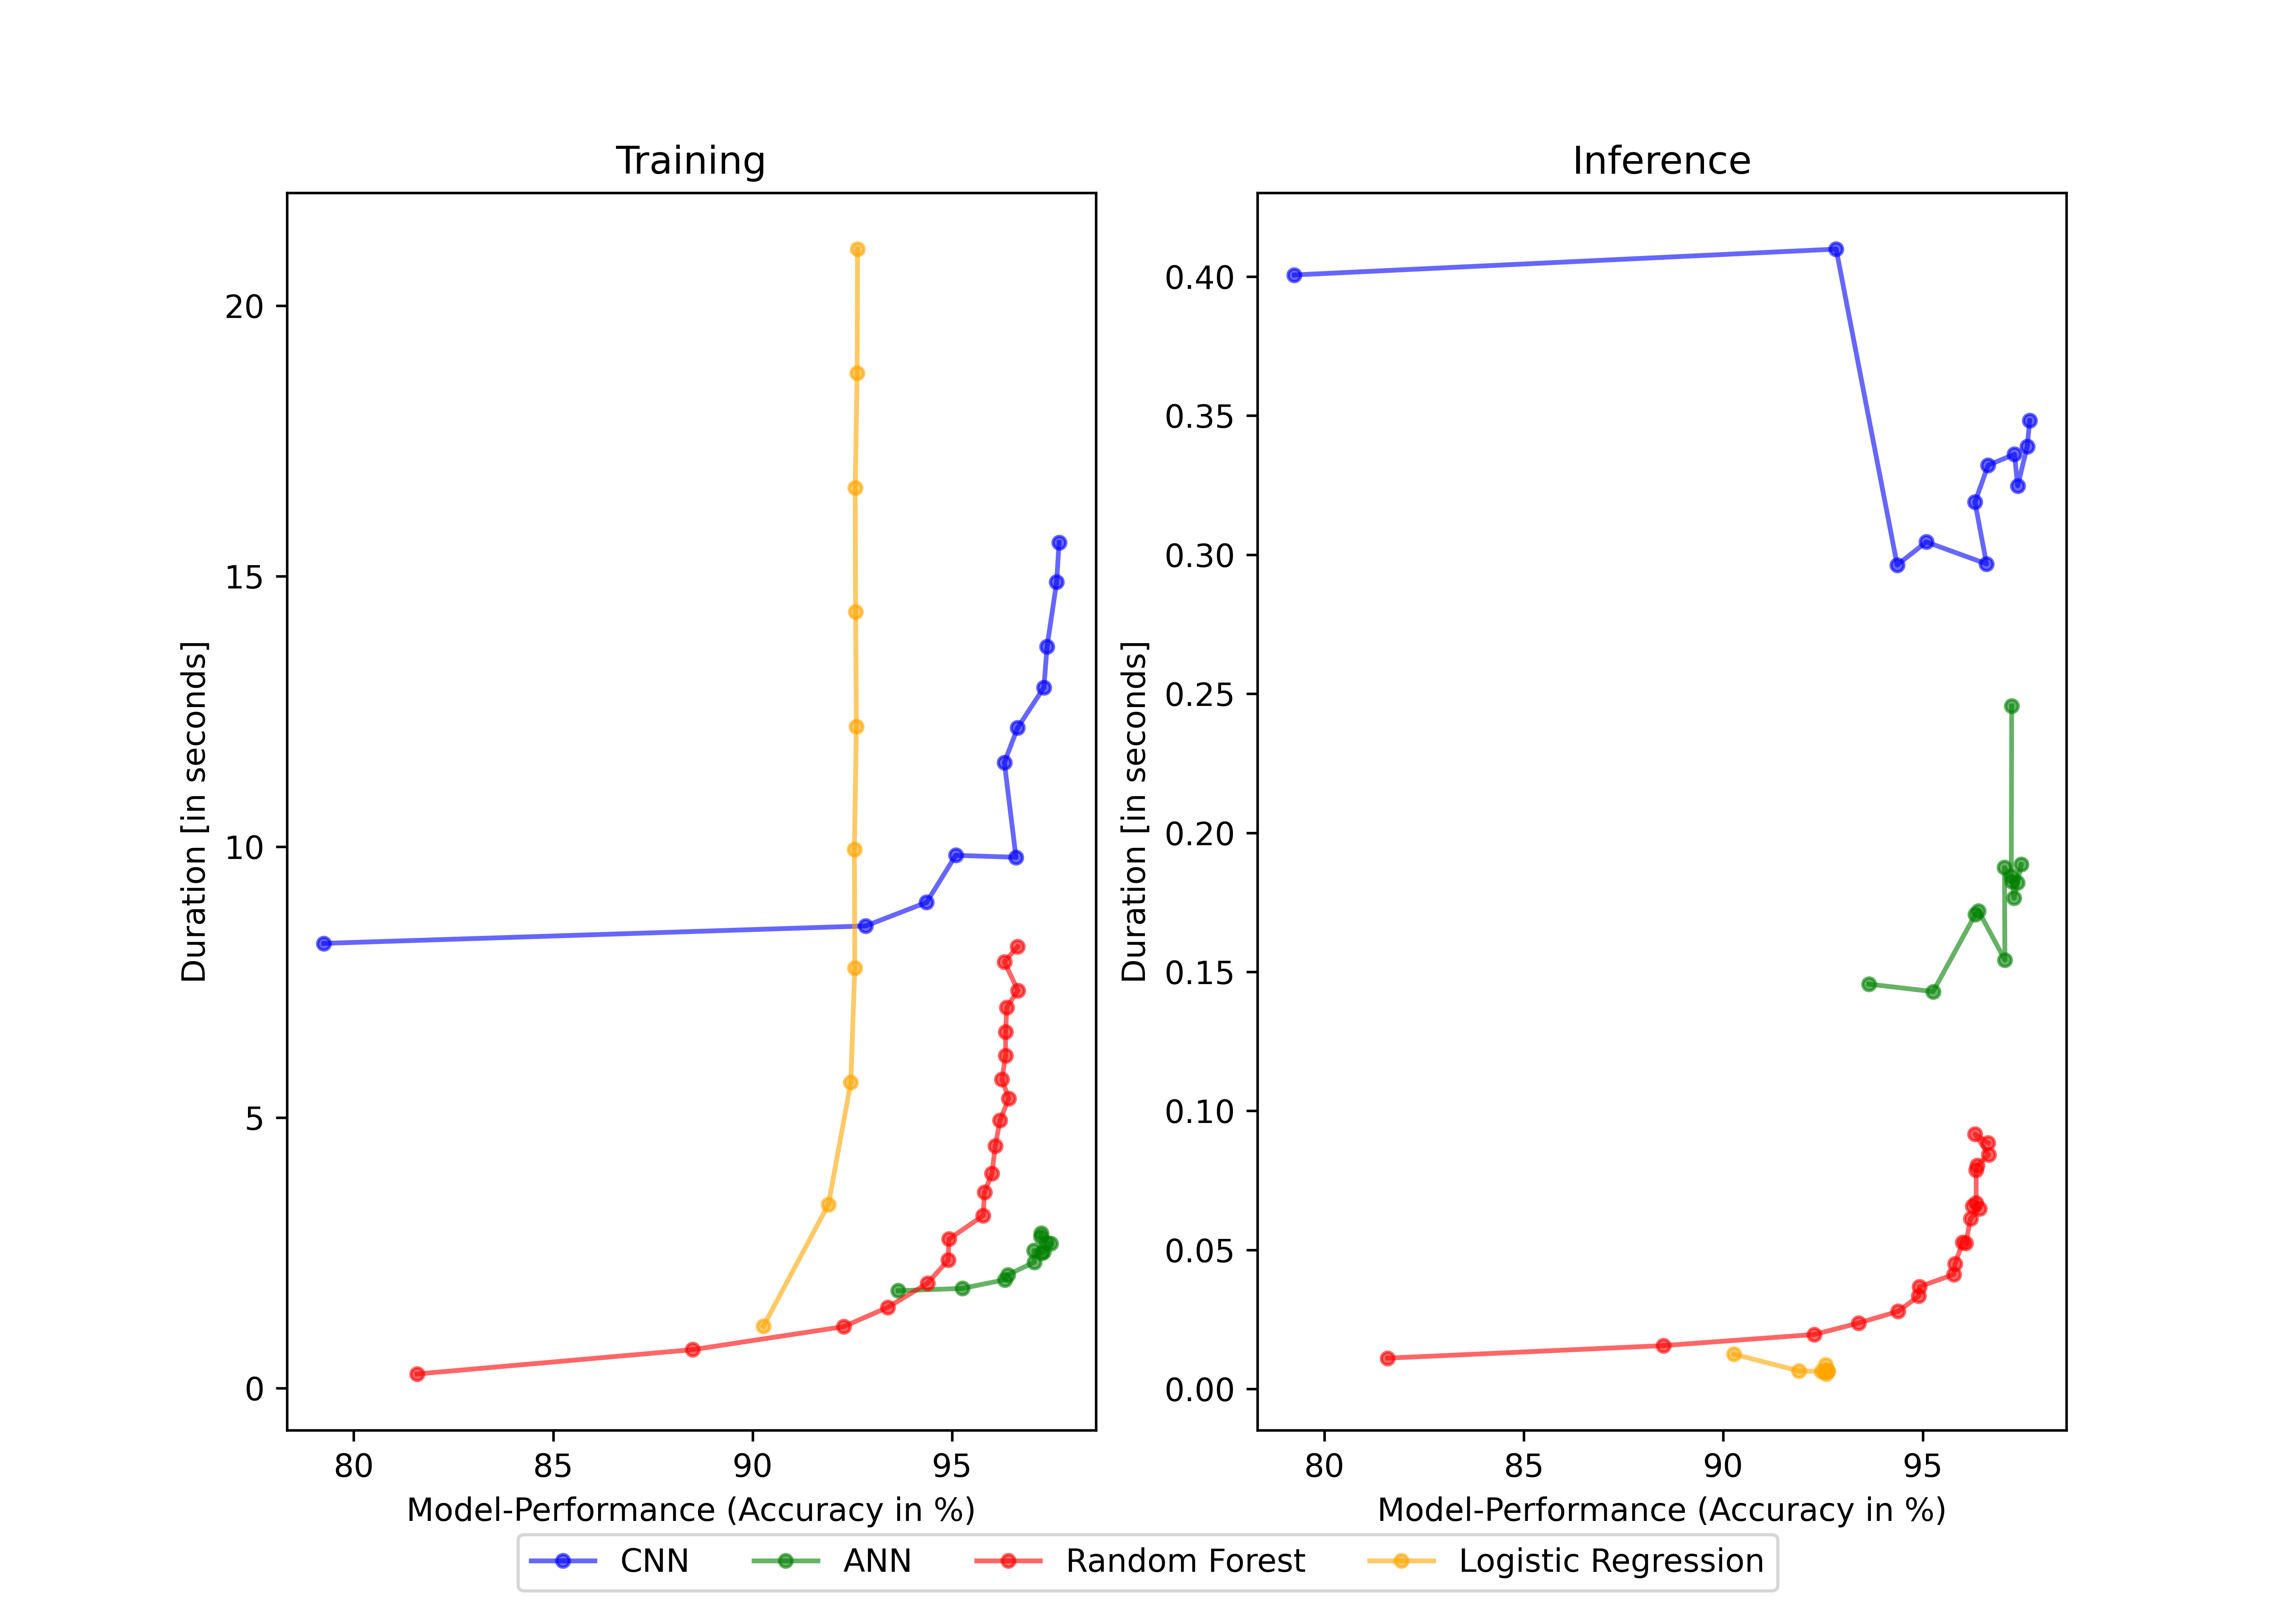 Training
Duration [in seconds]
20
15
10
5
0
80 85 90 95
Model-Performance (Accuracy in %)
Inference
Duration [in seconds]
0.40
0.35
0.30
0.25
0.20
0.15
0.10
0.05
0.00
80 85 90 95
Model-Performance (Accuracy in %)
CNN ANN Random Forest Logistic Regression